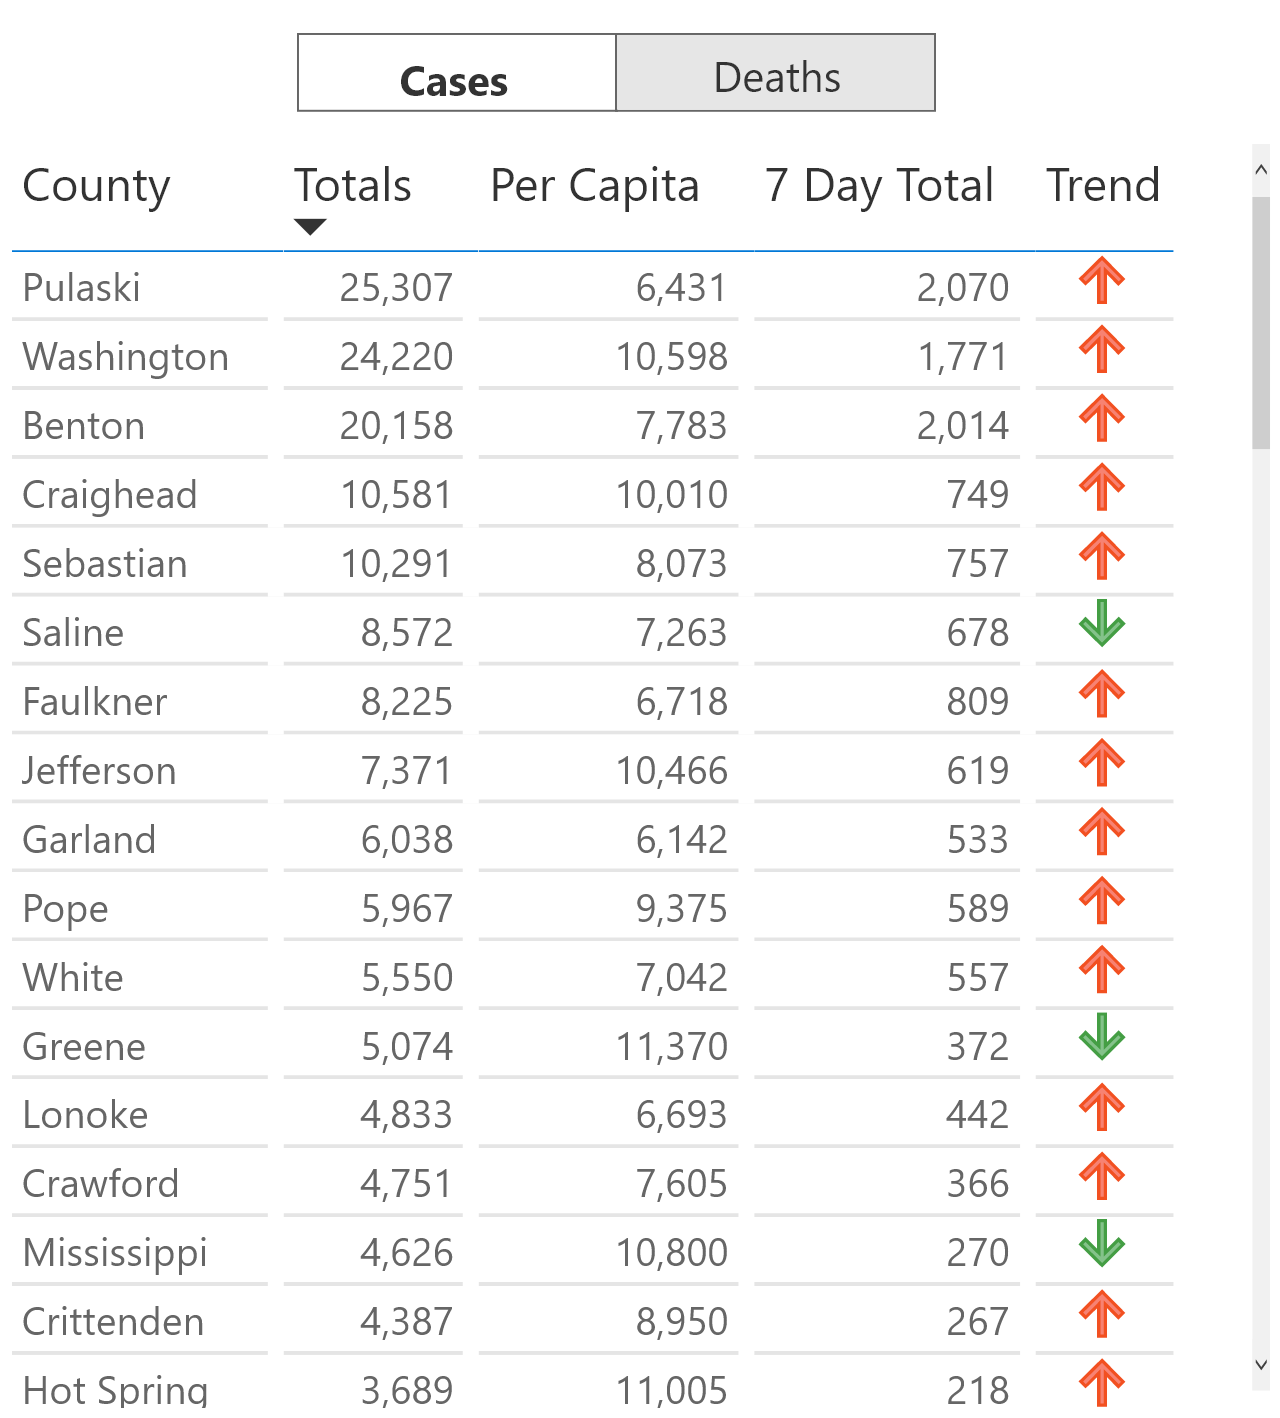 Cases Deaths
County Totals Per Capita 7 Day Total Trend
Pulaski 25,307 6,431 2,070
Washington 24,220 10,598 1,771
Benton 20,158 7,783 2,014
Craighead 10,581 10,010 749
Sebastian 10,291 8,073 757
Saline 8,572 7,263 678
Faulkner 8,225 6,718 809
Jefferson 7,371 10,466 619
Garland 6,038 6,142 533
Pope 5,967 9,375 589
White 5,550 7,042 557
Greene 5,074 11,370 372
Lonoke 4,833 6,693 442
Crawford 4,751 7,605 366
Mississippi 4,626 10,800 270
Crittenden 4,387 8,950 267
Hot Spring 3,689 11,005 218